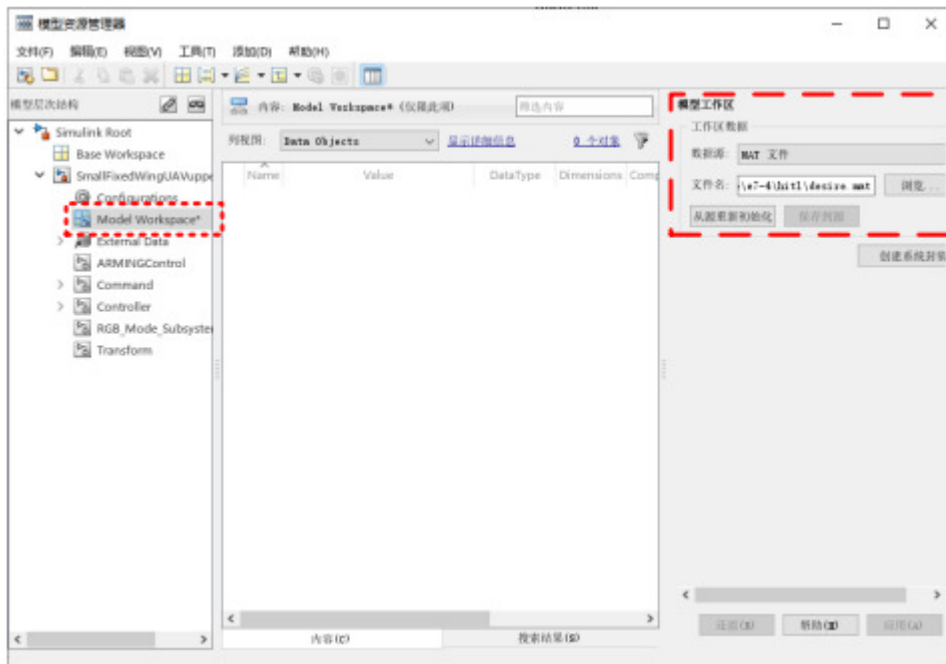 模型资源管理器
文件(F) 编辑(E) 视图(V) 工具(T) 添加(D) 帮助(H)
模型层次结构
Simulink Root
Base Workspace
SmallFixedWingUAVuppe
Configurations
Model Workspace*
External Data
ARMINGControl
Command
Controller
RGB_Mode_Subsyste
Transform
内容: Model Workspace* (仅限此项)
筛选内容
列视图: Data Objects
显示详细信息
0 个对象
Name Value DataType Dimensions Comp
内容(C) 搜索结果(S)
模型工作区
工作区数据
数据源: MAT 文件
文件名: \e7-4\hitl\desire.mat 浏览...
从源重新初始化 保存到源
创建系统封装
还原(R) 帮助(H) 应用(A)